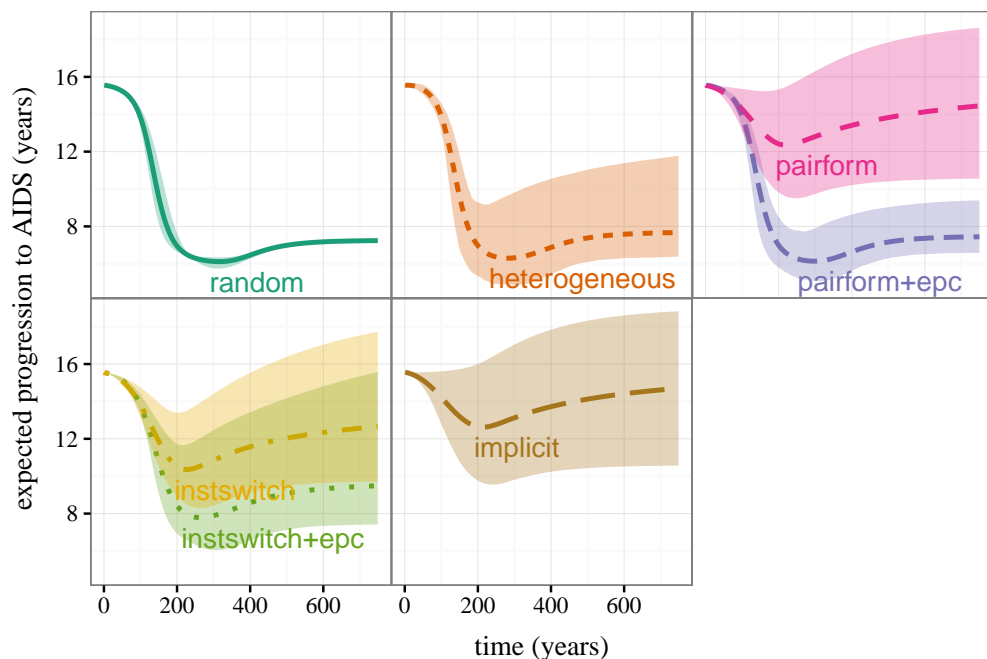 expected progression to AIDS (years)
16
12
8
random
heterogeneous
pairform
pairform+epc
16
12
8
instswitch
instswitch+epc
implicit
0 200 400 600
0 200 400 600
time (years)